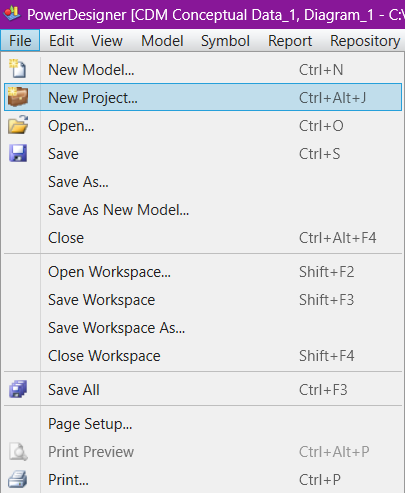 PowerDesigner [CDM Conceptual Data_1, Diagram_1 - C:\
File Edit View Model Symbol Report Repository
New Model... Ctrl+N
New Project... Ctrl+Alt+J
Open... Ctrl+O
Save Ctrl+S
Save As...
Save As New Model...
Close Ctrl+Alt+F4
Open Workspace... Shift+F2
Save Workspace Shift+F3
Save Workspace As...
Close Workspace Shift+F4
Save All Ctrl+F3
Page Setup...
Print Preview Ctrl+Alt+P
Print... Ctrl+P